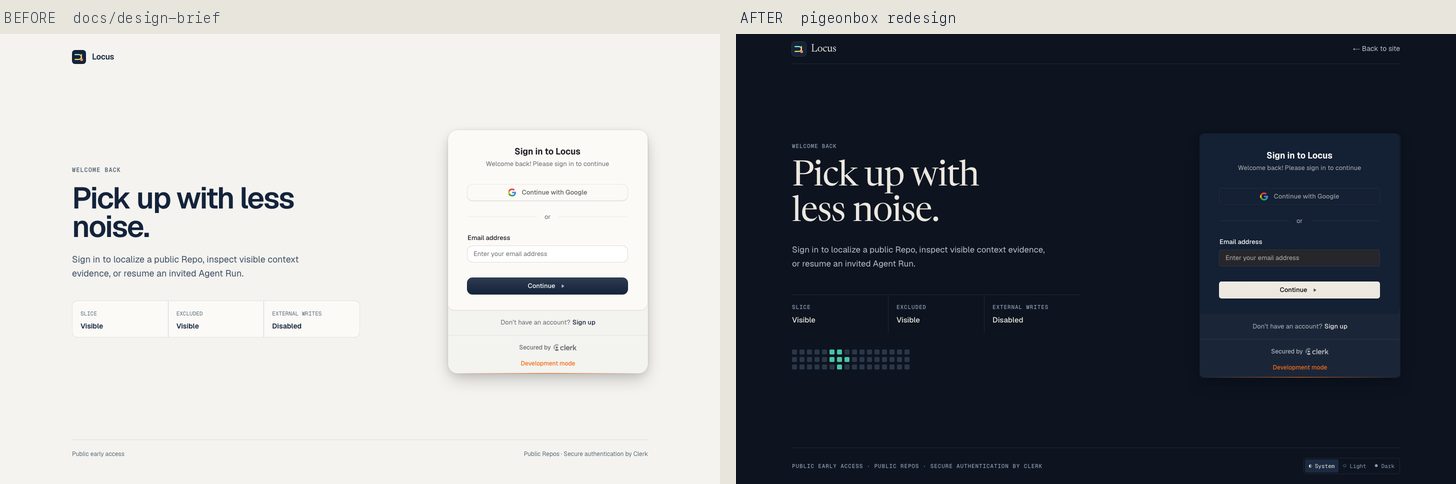 BEFORE docs/design-brief
Locus
WELCOME BACK
Pick up with less
noise.
Sign in to localize a public Repo, inspect visible context
evidence, or resume an invited Agent Run.
SLICE
Visible
EXCLUDED
Visible
EXTERNAL WRITES
Disabled
Sign in to Locus
Welcome back! Please sign in to continue
Continue with Google
or
Email address
Enter your email address
Continue
Don't have an account? Sign up
Secured by clerk
Development mode
Public early access
Public Repos · Secure authentication by Clerk
AFTER pigeonbox redesign
Locus
← Back to site
WELCOME BACK
Pick up with
less noise.
Sign in to localize a public Repo, inspect visible context evidence,
or resume an invited Agent Run.
SLICE
Visible
EXCLUDED
Visible
EXTERNAL WRITES
Disabled
Sign in to Locus
Welcome back! Please sign in to continue
Continue with Google
or
Email address
Enter your email address
Continue
Don't have an account? Sign up
Secured by clerk
Development mode
PUBLIC EARLY ACCESS · PUBLIC REPOS · SECURE AUTHENTICATION BY CLERK
System Light Dark